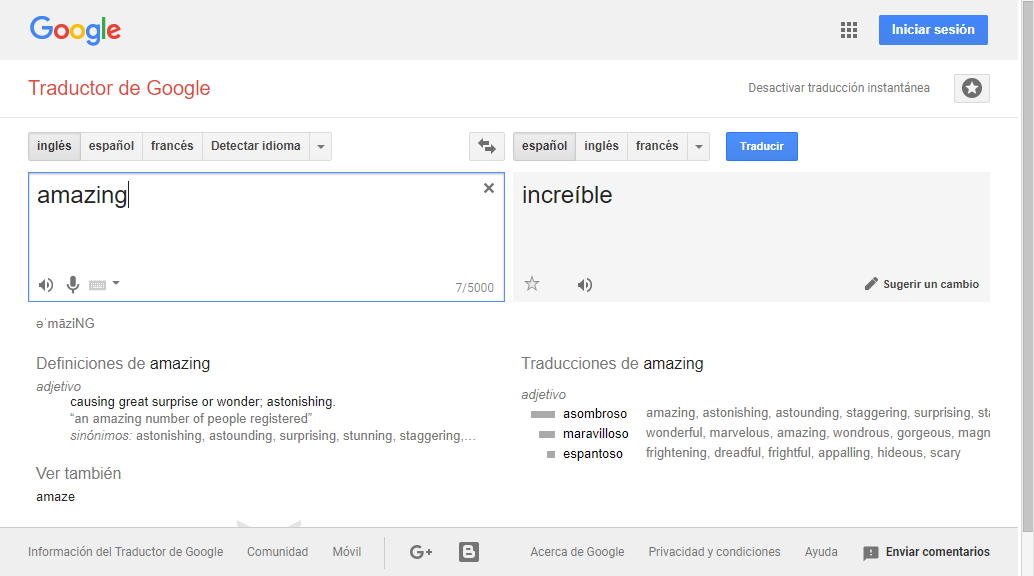 Google
Iniciar sesión
Traductor de Google
Desactivar traducción instantánea
inglés español francés Detectar idioma
español inglés francés Traducir
amazing
7/5000
increíble
Sugerir un cambio
əˈmāziNG
Definiciones de amazing
adjetivo
causing great surprise or wonder; astonishing.
“an amazing number of people registered”
sinónimos: astonishing, astounding, surprising, stunning, staggering,...
Ver también
amaze
Traducciones de amazing
adjetivo
asombroso amazing, astonishing, astounding, staggering, surprising, sta
maravilloso wonderful, marvelous, amazing, wondrous, gorgeous, magn
espantoso frightening, dreadful, frightful, appalling, hideous, scary
Información del Traductor de Google Comunidad Móvil G+ B Acerca de Google Privacidad y condiciones Ayuda Enviar comentarios